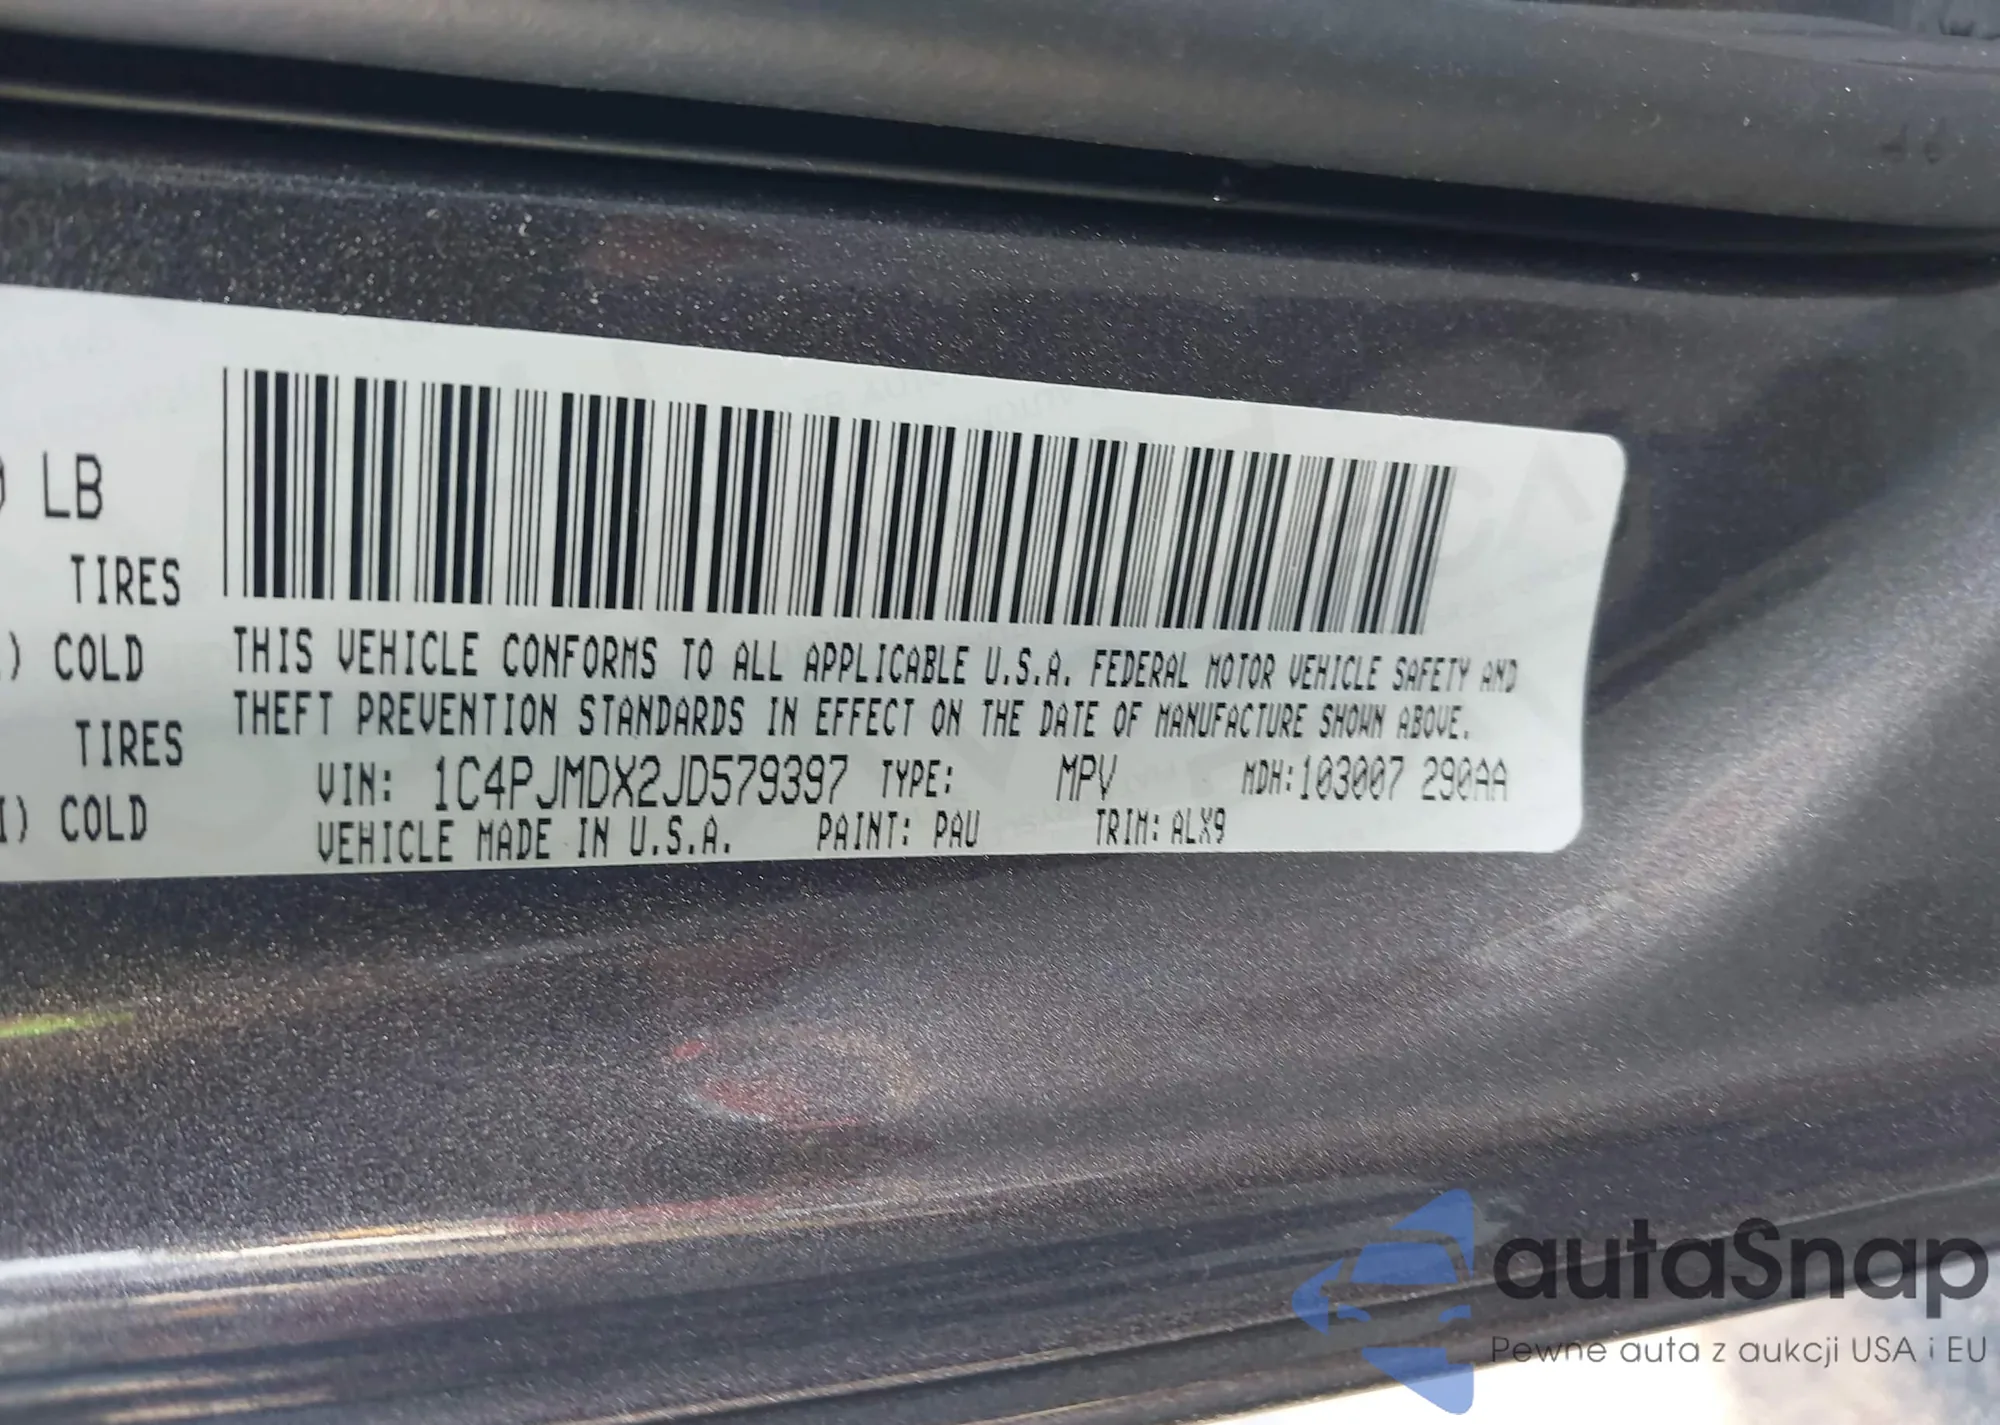 LB
TIRES
) COLD
TIRES
I) COLD
THIS VEHICLE CONFORMS TO ALL APPLICABLE U.S.A. FEDERAL MOTOR VEHICLE SAFETY AND
THEFT PREVENTION STANDARDS IN EFFECT ON THE DATE OF MANUFACTURE SHOWN ABOVE.
VIN: 1C4PJMDX2JD579397 TYPE: MPV MDH:103007 290AA
VEHICLE MADE IN U.S.A. PAINT: PAU TRIM: ALX9
autaSnap
Pewne auta z aukcji USA i EU